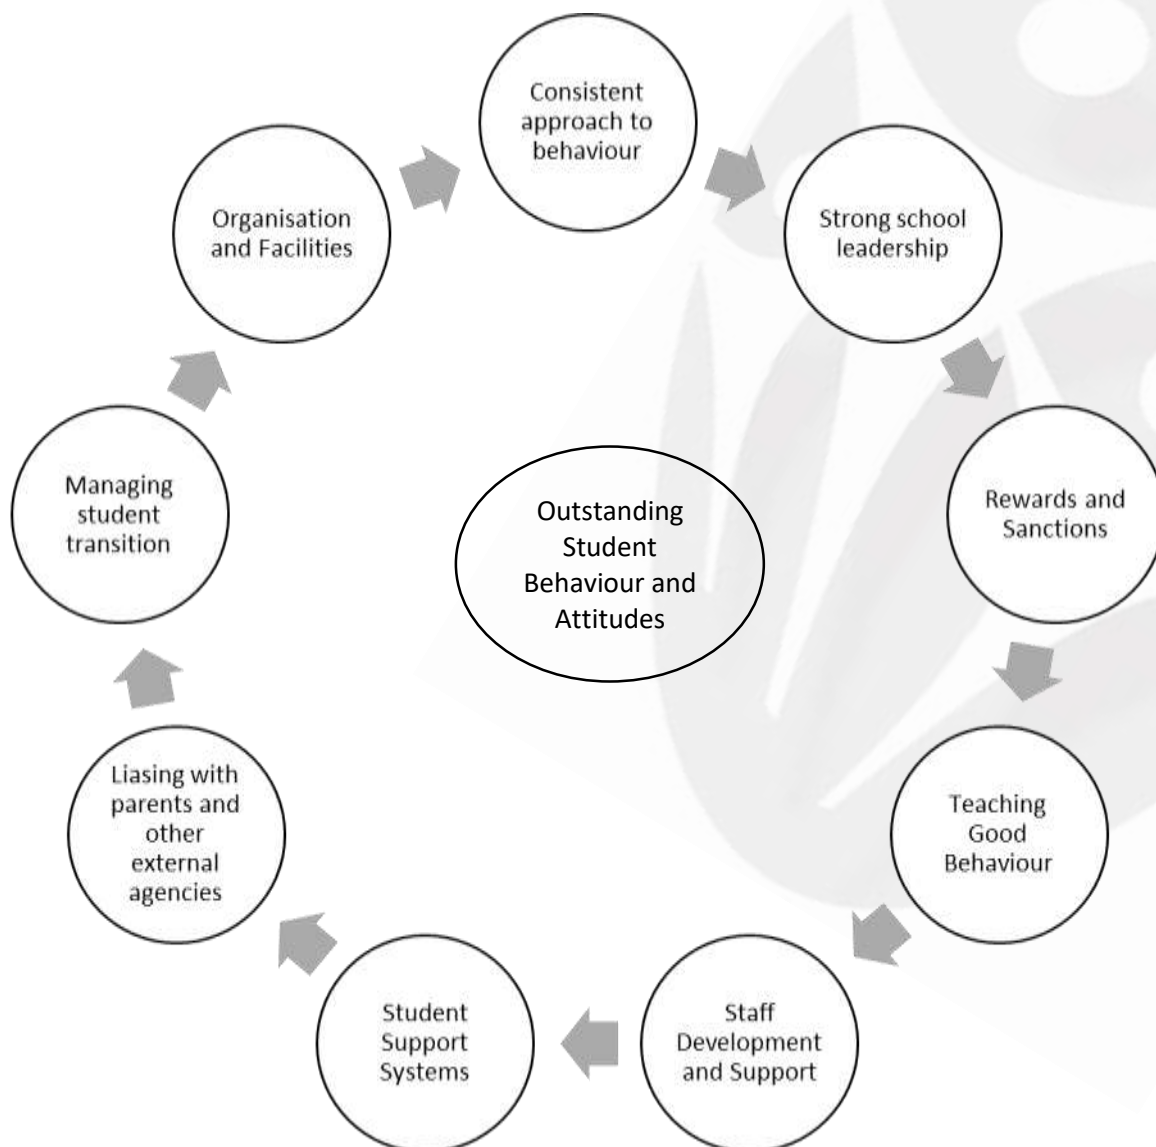 Consistent
approach to
behaviour
Strong school
leadership
Rewards and
Sanctions
Teaching
Good
Behaviour
Staff
Development
and Support
Student
Support
Systems
Liasing with
parents and
other
external
agencies
Managing
student
transition
Organisation
and Facilities
Outstanding
Student
Behaviour and
Attitudes